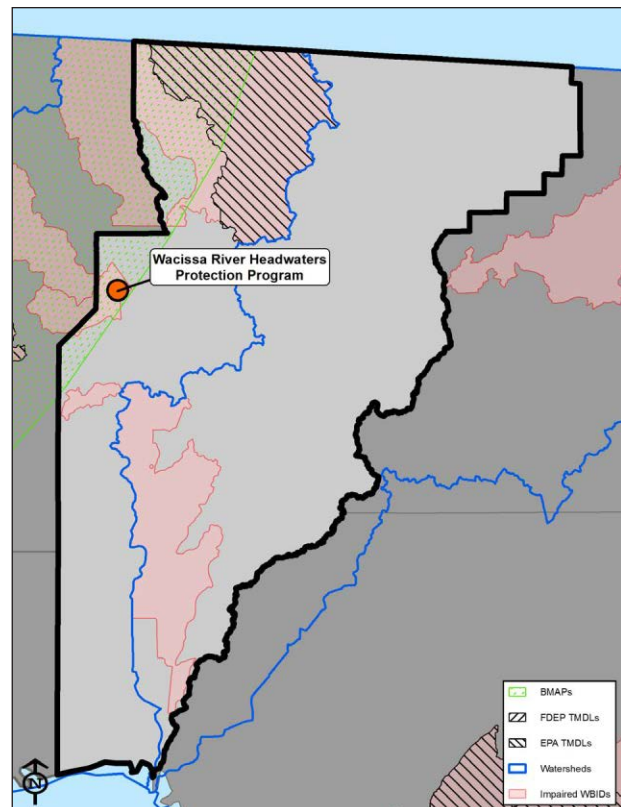 Wacissa River Headwaters
Protection Program
BMAPs
FDEP TMDLs
EPA TMDLs
Watersheds
Impaired WBIDs
N